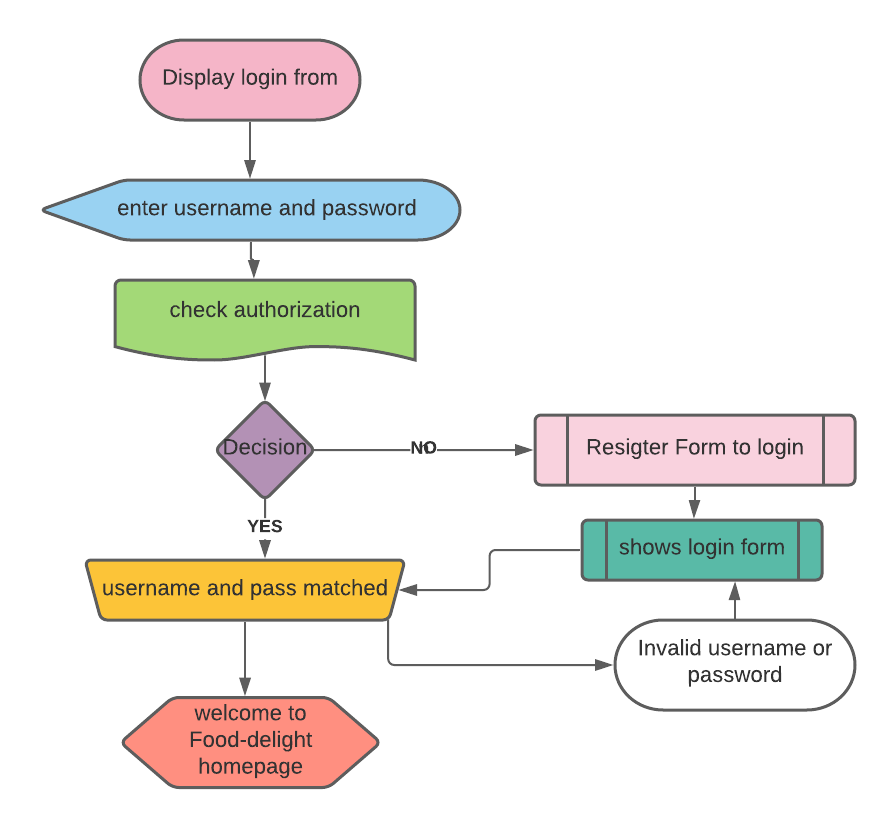 Display login from
enter username and password
check authorization
Decision
NO
Resigter Form to login
YES
shows login form
username and pass matched
Invalid username or
password
welcome to
Food-delight
homepage